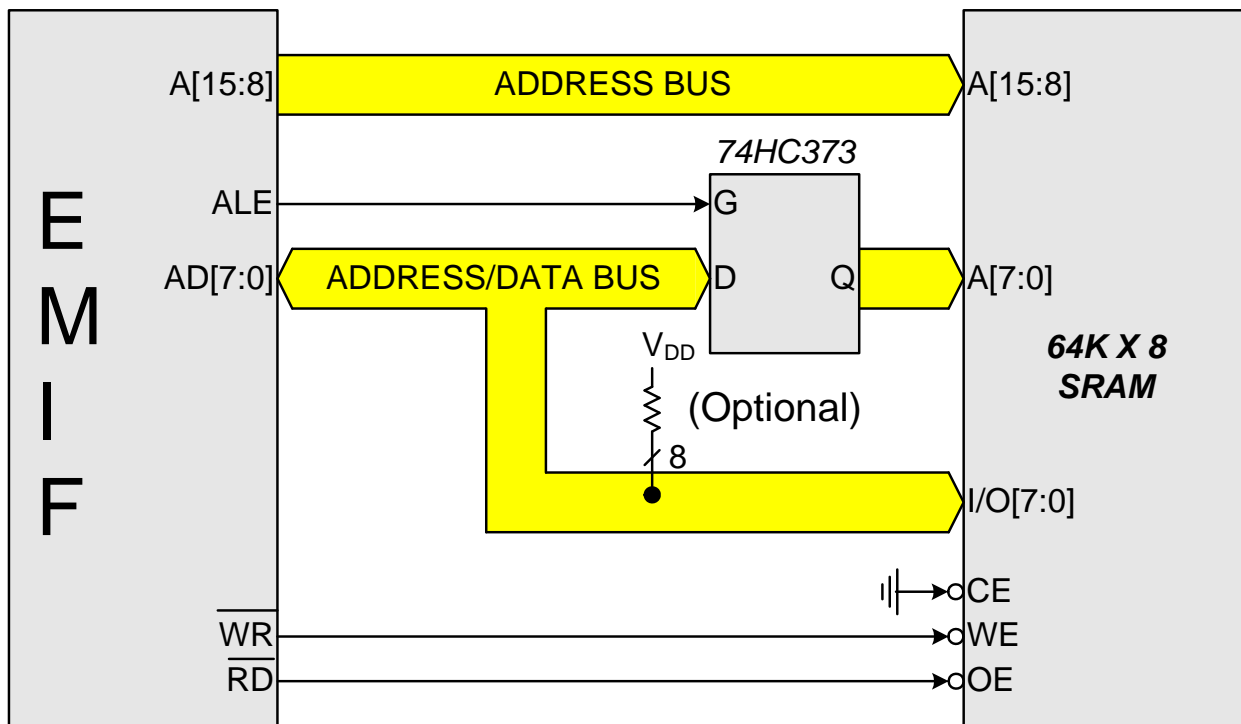 A[15:8] ADDRESS BUS A[15:8]
74HC373
ALE G
AD[7:0] ADDRESS/DATA BUS D Q A[7:0]
E
M
I
F
64K X 8
SRAM
VDD
(Optional)
8
I/O[7:0]
CE
WR WE
RD OE